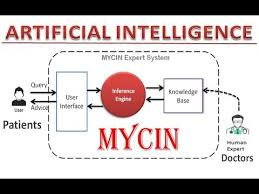 ARTIFICIAL INTELLIGENCE
MYCIN Expert System
Query
Advice
User
Patients
User
Interface
Inference
Engine
Knowledge
Base
MYCIN
Human
Expert
Doctors